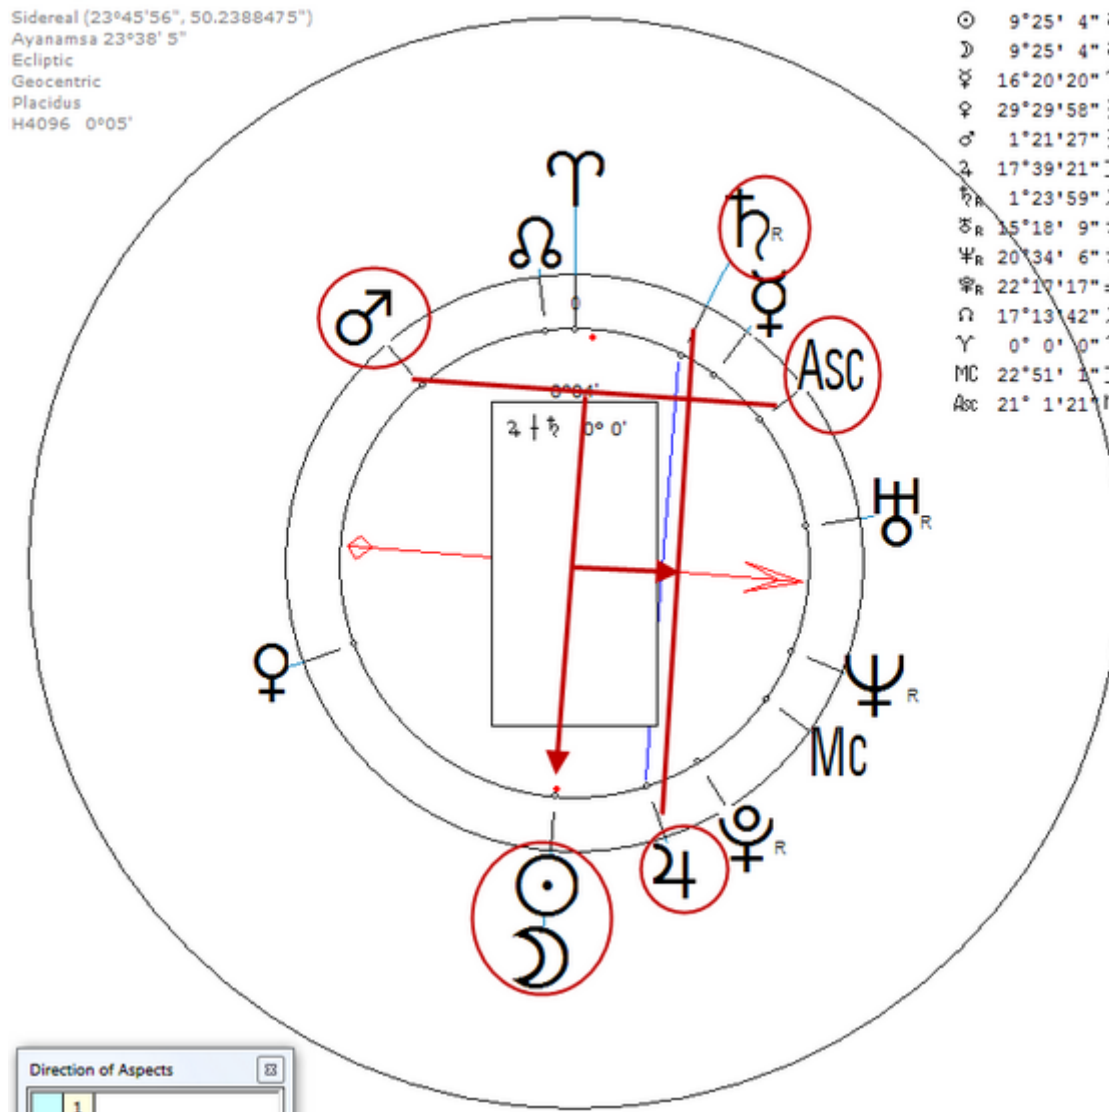 Sidereal (23°45'56", 50.2388475")
Ayanamsa 23°38' 5"
Ecliptic
Geocentric
Placidus
H4096 0°05'
☉ 9°25' 4"
☽ 9°25' 4"
☿ 16°20'20"
♀ 29°29'58"
♂ 1°21'27"
♃ 17°39'21"
♄R 1°23'59"
♅R 15°18' 9"
♆R 20°34' 6"
R 22°17'17"
☊ 17°13'42"
♈ 0° 0' 0"
MC 22°51' 1"
Asc 21° 1'21"
♈
♄R
☊
☿
♂
0
Asc
♃ ♄ 0° 0'
♅R
♀
♆R
Mc
R
♃
☉
☽
Direction of Aspects
1